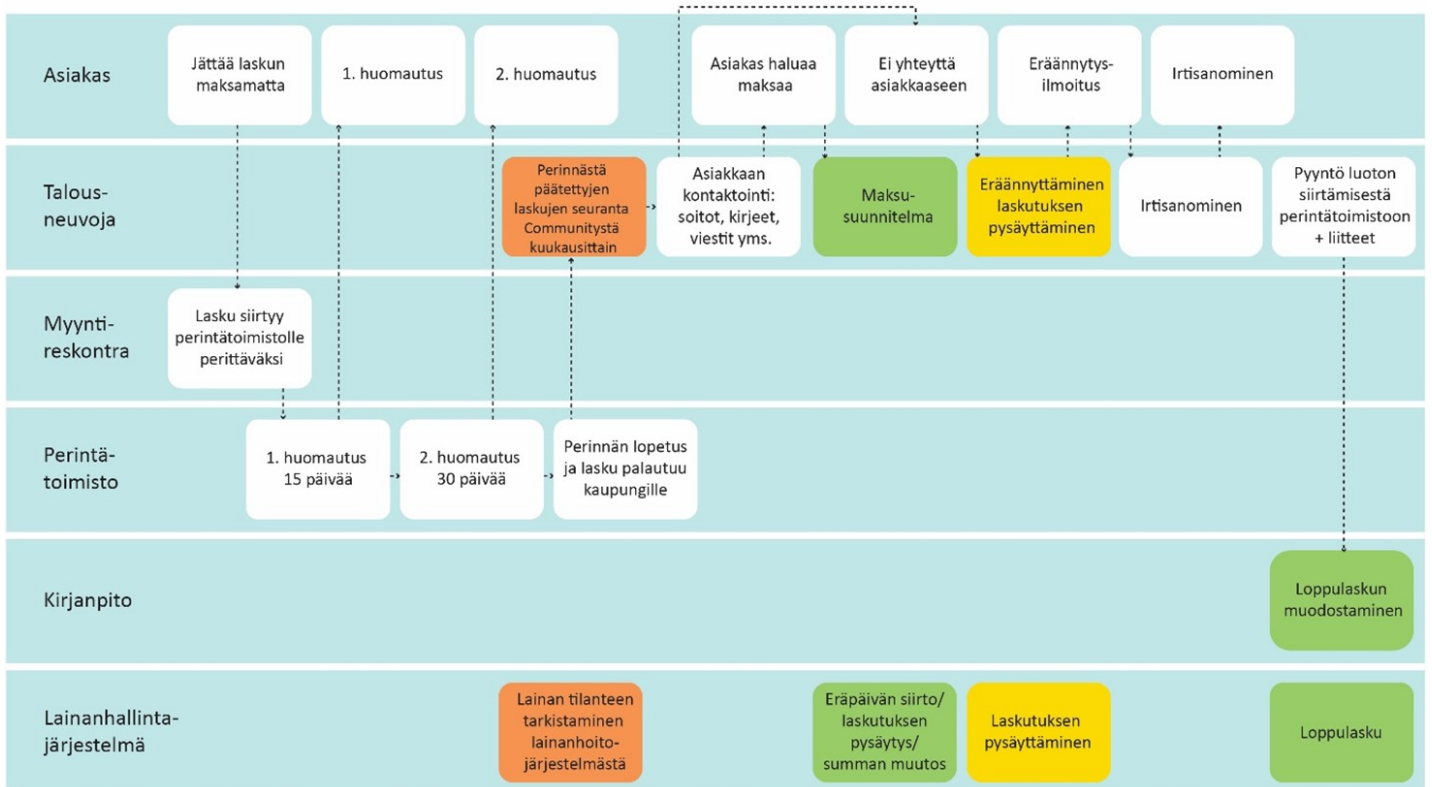 Asiakas
Jättää laskun
maksamatta
1. huomautus
2. huomautus
Asiakas haluaa
maksaa
Ei yhteyttä
asiakkaaseen
Eräännytys-
ilmoitus
Irtisanominen
Talous-
neuvoja
Perinnästä
päätettyjen
laskujen seuranta
Communitystä
kuukausittain
Asiakkaan
kontaktointi:
soitot, kirjeet,
viestit yms.
Maksu-
suunnitelma
Eräännyttäminen
laskutuksen
pysäyttäminen
Irtisanominen
Pyyntö luoton
siirtämisestä
perintätoimistoon
+ liitteet
Myynti-
reskontra
Lasku siirtyy
perintätoimistolle
perittäväksi
Perintä-
toimisto
1. huomautus
15 päivää
2. huomautus
30 päivää
Perinnän lopetus
ja lasku palautuu
kaupungille
Kirjanpito
Loppulaskun
muodostaminen
Lainanhallinta-
järjestelmä
Lainan tilanteen
tarkistaminen
lainanhoito-
järjestelmästä
Eräpäivän siirto/
laskutuksen
pysäytys/
summan muutos
Laskutuksen
pysäyttäminen
Loppulasku